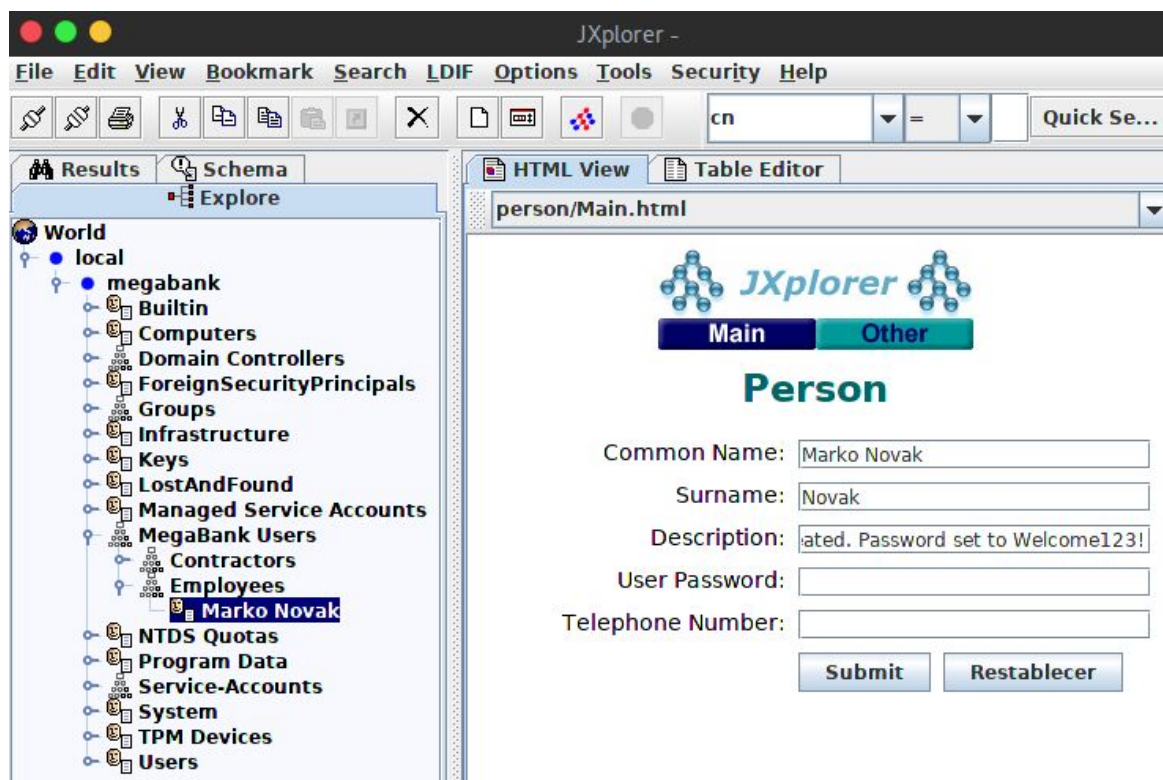 JXplorer -
File Edit View Bookmark Search LDIF Options Tools Security Help
cn = Quick Se...
Results Schema
Explore
World
local
megabank
Builtin
Computers
Domain Controllers
ForeignSecurityPrincipals
Groups
Infrastructure
Keys
LostAndFound
Managed Service Accounts
MegaBank Users
Contractors
Employees
Marko Novak
NTDS Quotas
Program Data
Service-Accounts
System
TPM Devices
Users
HTML View Table Editor
person/Main.html
JXplorer
Main Other
Person
Common Name: Marko Novak
Surname: Novak
Description: ated. Password set to Welcome123!
User Password:
Telephone Number:
Submit Restablecer